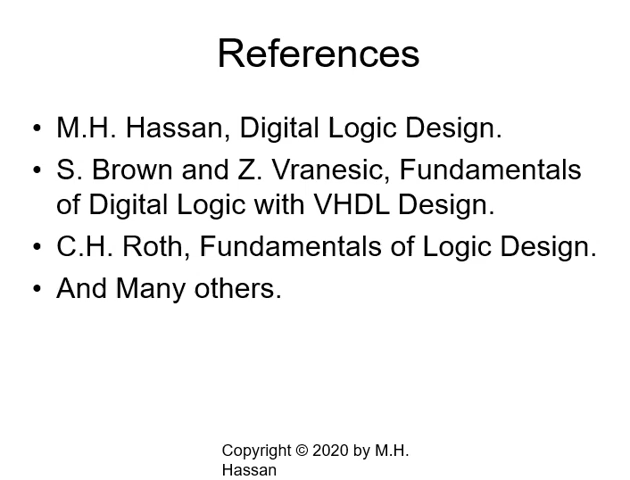 References
• M.H. Hassan, Digital Logic Design.
• S. Brown and Z. Vranesic, Fundamentals
of Digital Logic with VHDL Design.
• C.H. Roth, Fundamentals of Logic Design.
• And Many others.
Copyright © 2020 by M.H.
Hassan